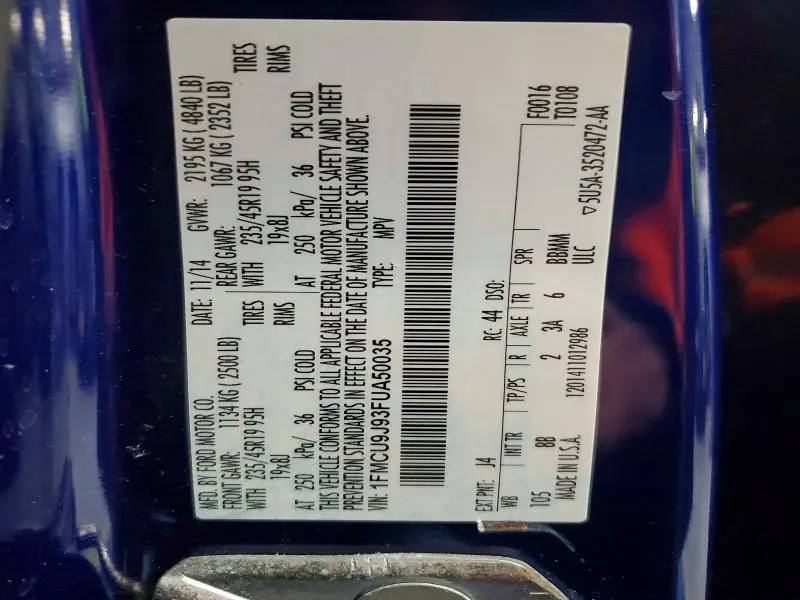 MFD. BY FORD MOTOR CO.
DATE: 11/14 GVWR: 2195 KG ( 4840 LB)
FRONT GAWR: 1134 KG ( 2500 LB) REAR GAWR: 1067 KG ( 2352 LB)
WITH 235/45R19 95H TIRES WITH 235/45R19 95H TIRES
19x8J RIMS 19x8J RIMS
AT 250 kPa/ 36 PSI COLD AT 250 kPa/ 36 PSI COLD
THIS VEHICLE CONFORMS TO ALL APPLICABLE FEDERAL MOTOR VEHICLE SAFETY AND THEFT
PREVENTION STANDARDS IN EFFECT ON THE DATE OF MANUFACTURE SHOWN ABOVE.
VIN: 1FMCU9J93FUA50035 TYPE: MPV
EXT PNT: J4 RC: 44 DSO: F0016
T0108
WB INT TR TP/PS R AXLE TR SPR
105 BB 2 3A 6 BBMM
ULC
MADE IN U.S.A. 1201411012986 ▽5U5A-3520472-AA